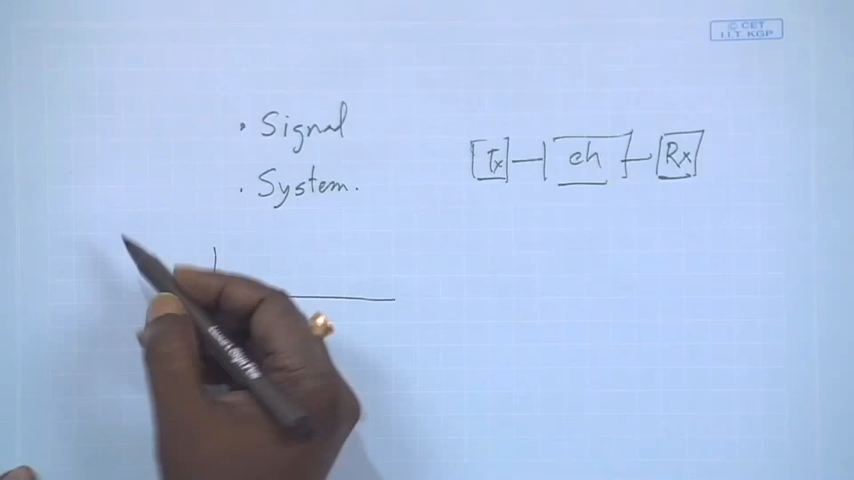 © CET
I.I.T. KGP
• Signal
• System.
Tx ch Rx